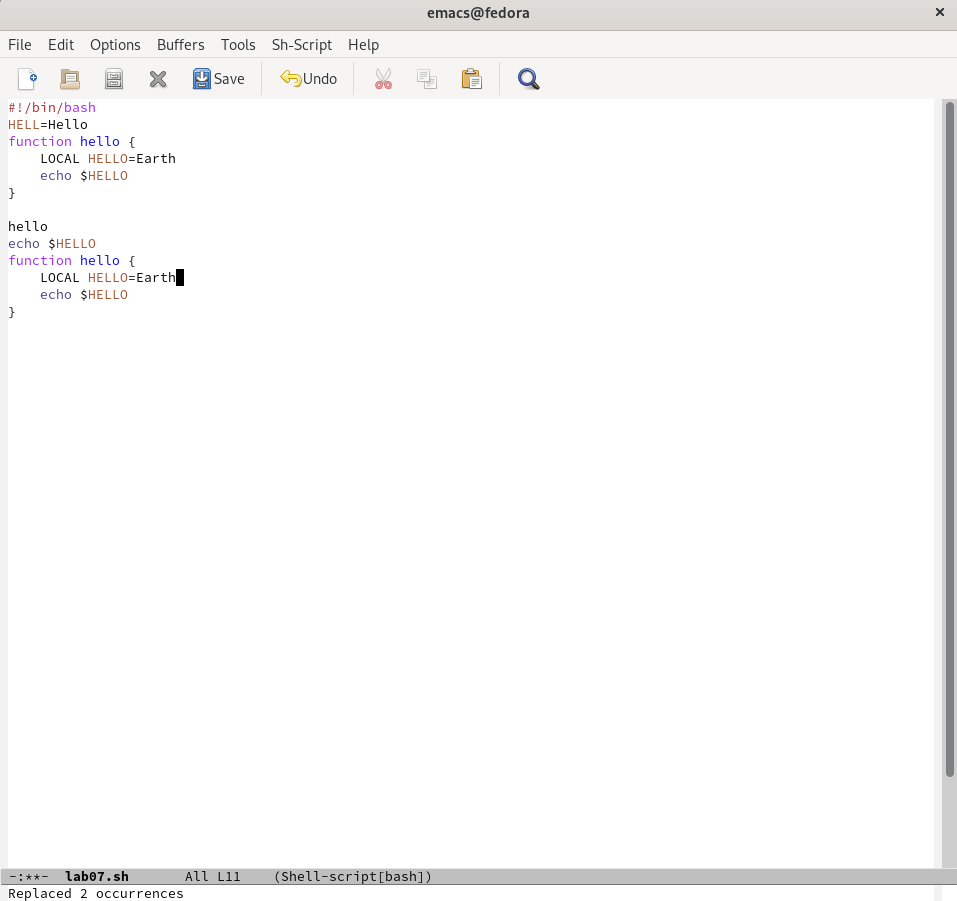 emacs@fedora ×
File Edit Options Buffers Tools Sh-Script Help
Save Undo
#!/bin/bash
HELL=Hello
function hello {
    LOCAL HELLO=Earth
    echo $HELLO
}
hello
echo $HELLO
function hello {
    LOCAL HELLO=Earth
    echo $HELLO
}
-:**-  lab07.sh       All L11    (Shell-script[bash])
Replaced 2 occurrences